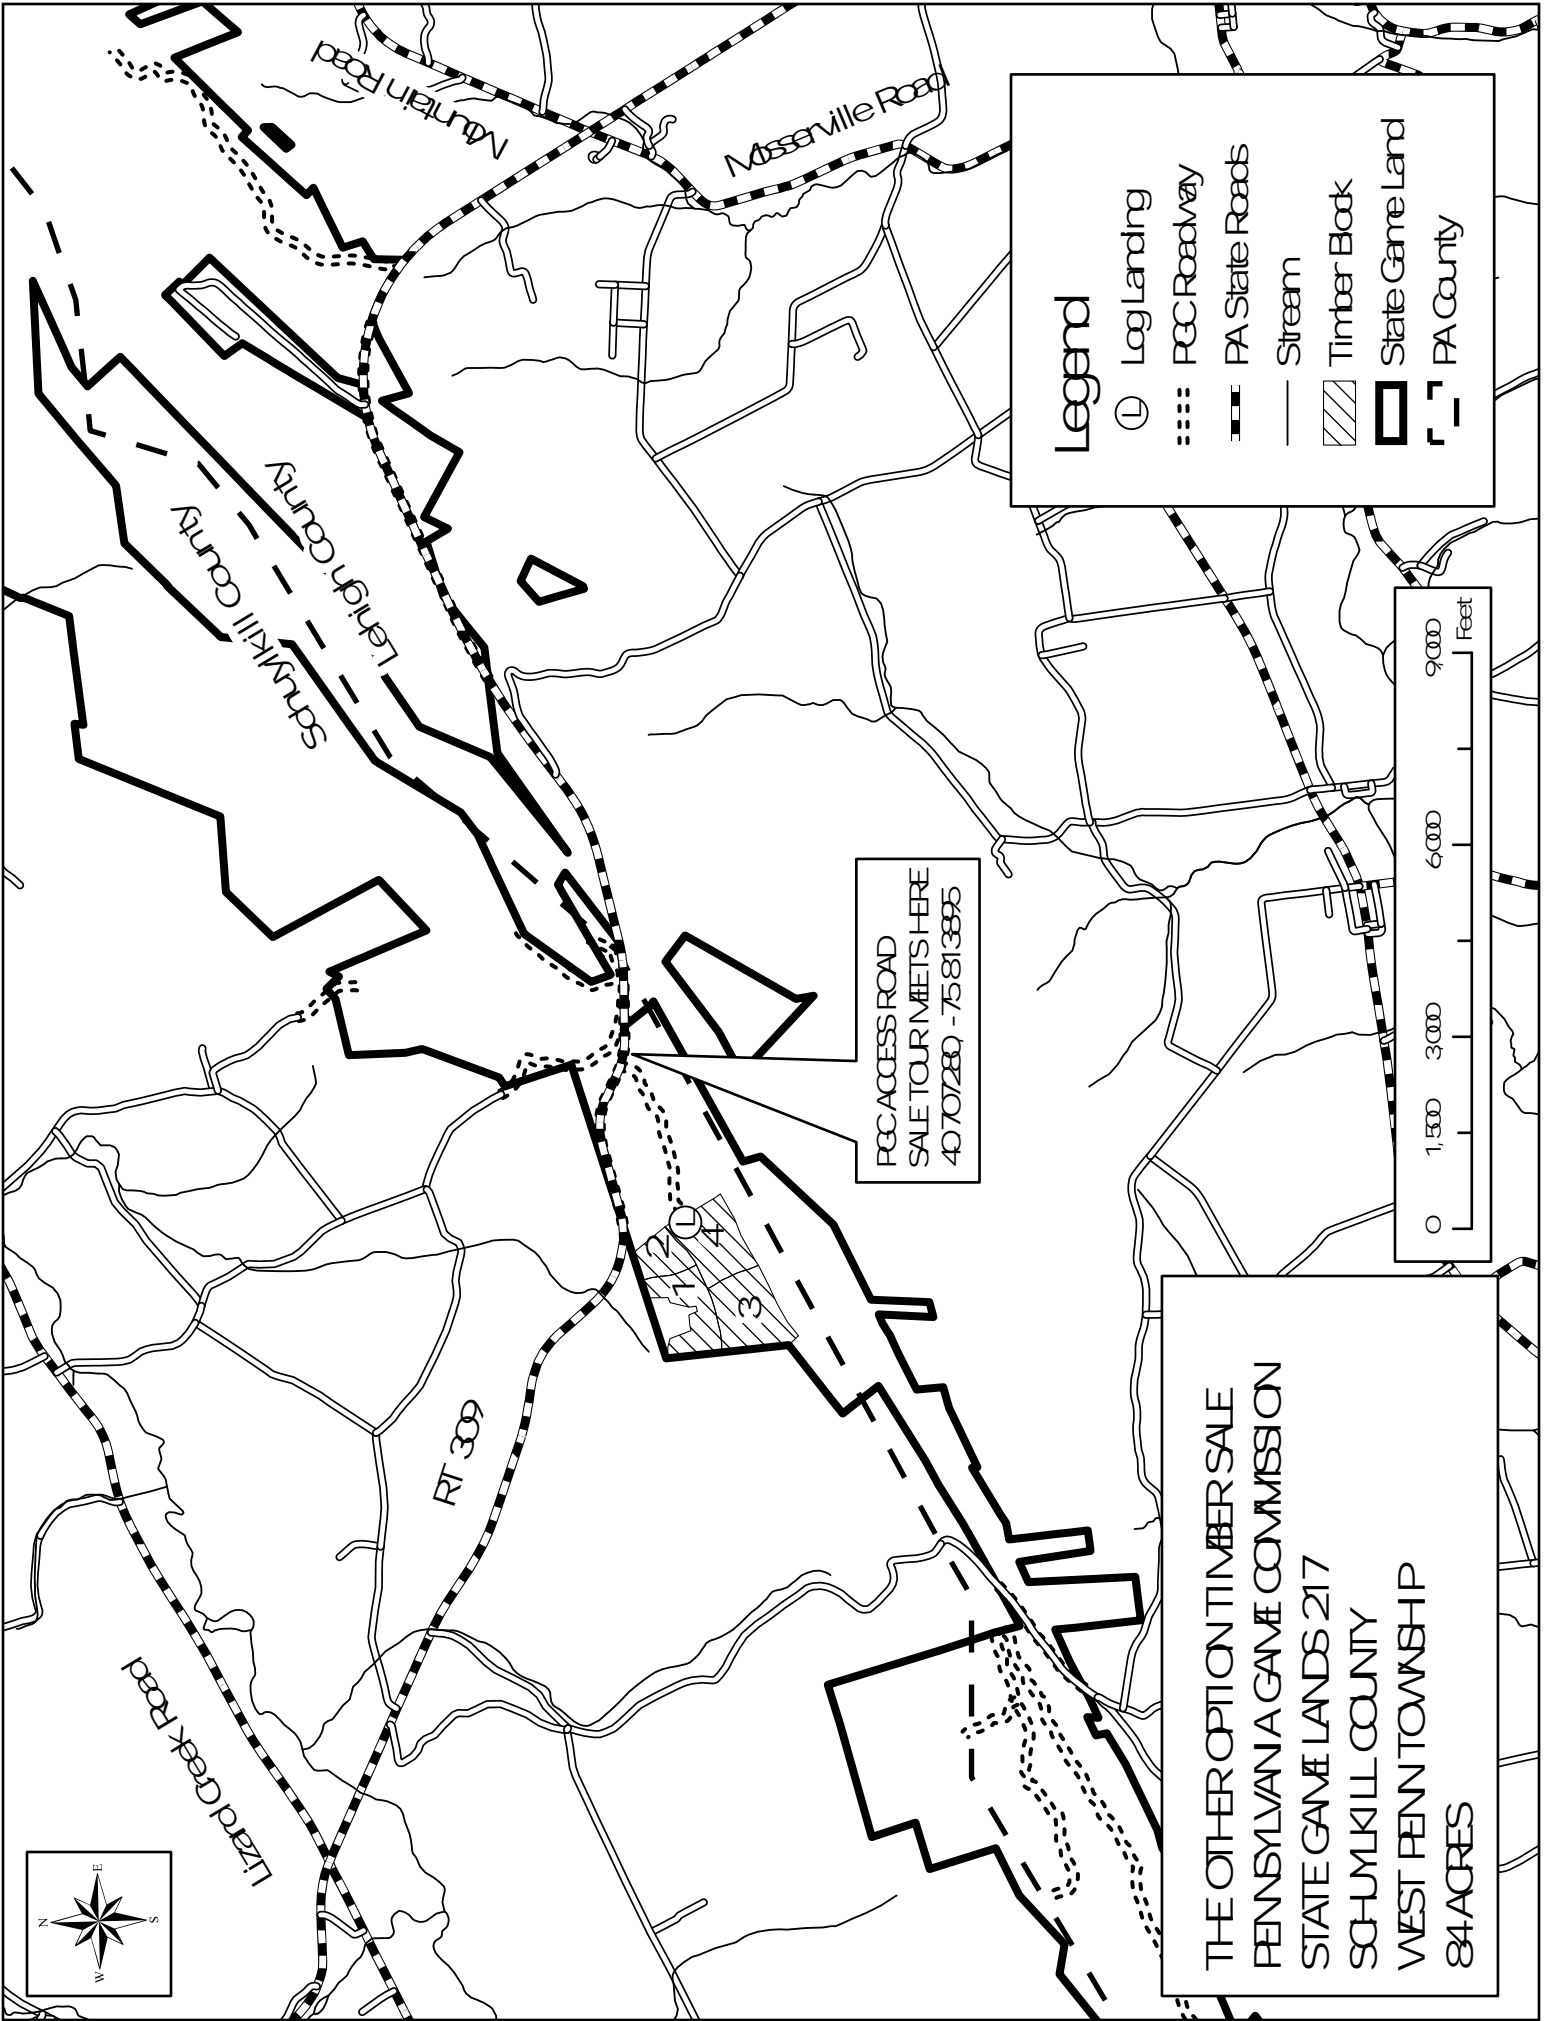 N
W
E
S
Lizard Creek Road
RT 309
Schuylkill County
Lehigh County
Mountain Road
Mosserville Road
1
2
3
4
L
PGC ACCESS ROAD
SALE TOUR MEETS HERE
40.707280, -75.813895
THE OTHER OPTION TIMBER SALE
PENNSYLVANIA GAME COMMISSION
STATE GAME LANDS 217
SCHUYLKILL COUNTY
WEST PENN TOWNSHIP
84 ACRES
0 1,500 3,000 6,000 9,000
Feet
Legend
L Log Landing
PGC Roadway
PA State Roads
Stream
Timber Block
State Game Land
PA County